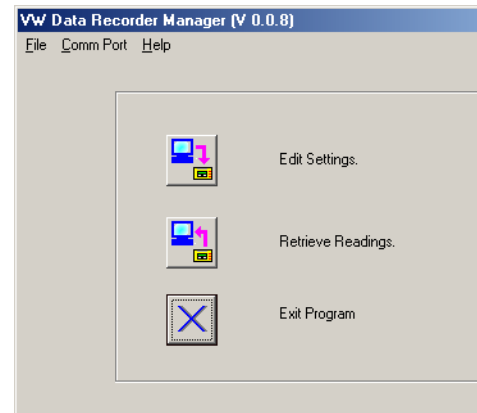 VW Data Recorder Manager (V 0.0.8)
File Comm Port Help
Edit Settings.
Retrieve Readings.
Exit Program